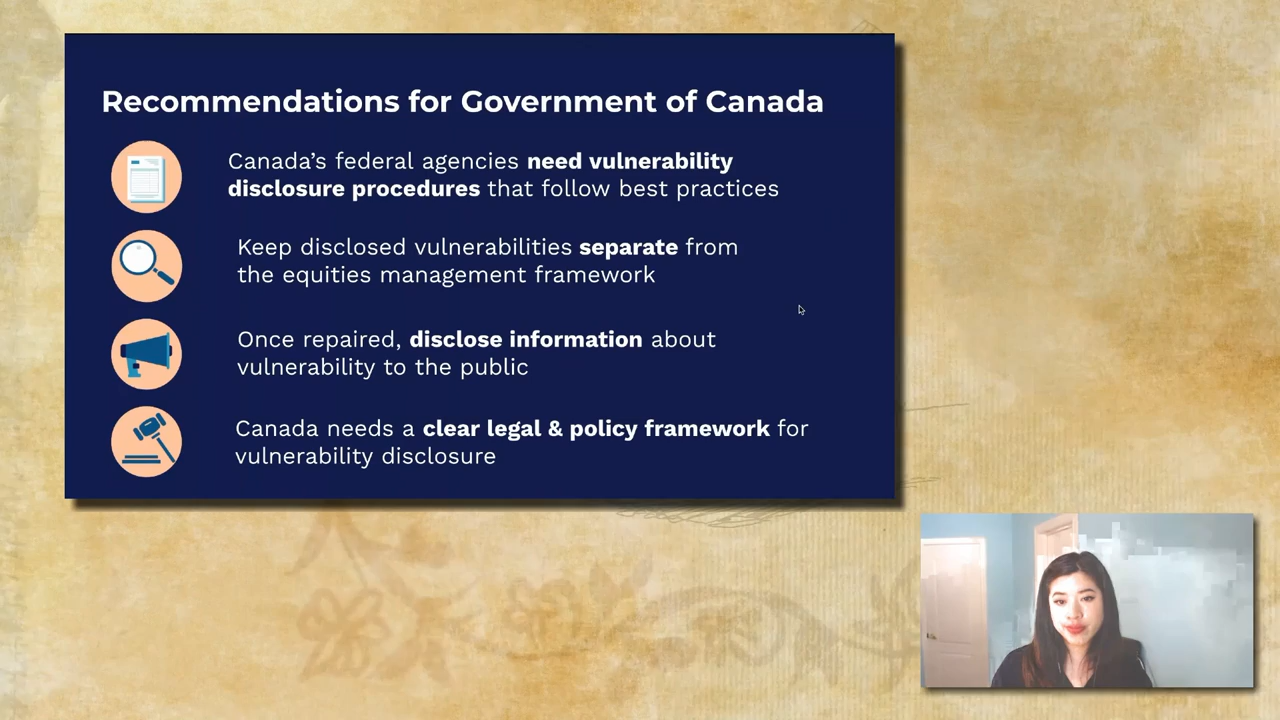 Recommendations for Government of Canada
Canada’s federal agencies need vulnerability
disclosure procedures that follow best practices
Keep disclosed vulnerabilities separate from
the equities management framework
Once repaired, disclose information about
vulnerability to the public
Canada needs a clear legal & policy framework for
vulnerability disclosure